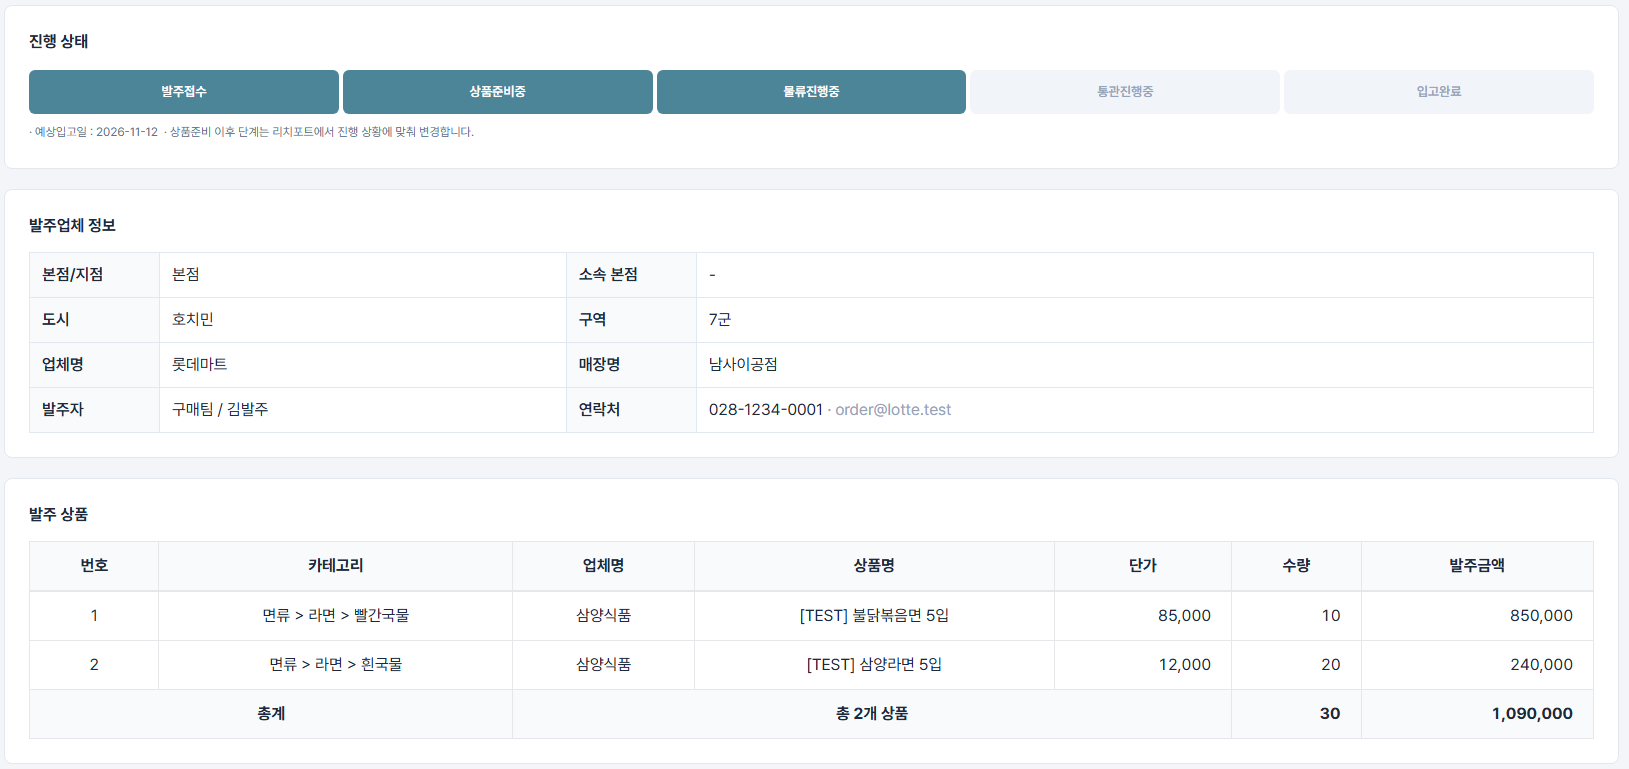 진행 상태
발주접수 상품준비중 물류진행중 통관진행중 입고완료
· 예상입고일 : 2026-11-12 · 상품준비 이후 단계는 리치포트에서 진행 상황에 맞춰 변경합니다.
발주업체 정보
본점/지점 본점 소속 본점 -
도시 호치민 구역 7군
업체명 롯데마트 매장명 남사이공점
발주자 구매팀 / 김발주 연락처 028-1234-0001 · order@lotte.test
발주 상품
번호 카테고리 업체명 상품명 단가 수량 발주금액
1 면류 > 라면 > 빨간국물 삼양식품 [TEST] 불닭볶음면 5입 85,000 10 850,000
2 면류 > 라면 > 흰국물 삼양식품 [TEST] 삼양라면 5입 12,000 20 240,000
총계 총 2개 상품 30 1,090,000